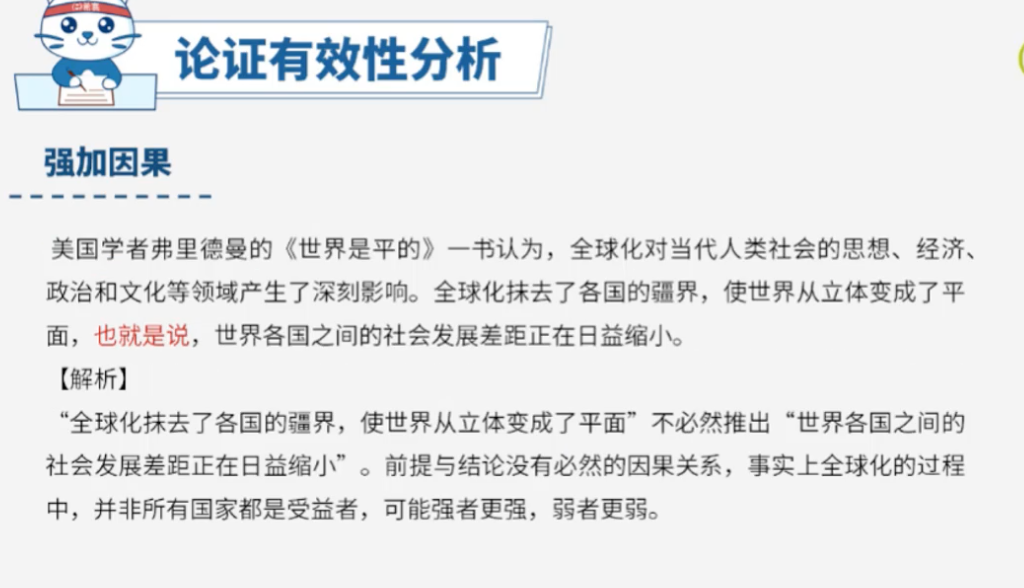 论证有效性分析
强加因果
美国学者弗里德曼的《世界是平的》一书认为，全球化对当代人类社会的思想、经济、
政治和文化等领域产生了深刻影响。全球化抹去了各国的疆界，使世界从立体变成了平
面，也就是说，世界各国之间的社会发展差距正在日益缩小。
【解析】
“全球化抹去了各国的疆界，使世界从立体变成了平面”不必然推出“世界各国之间的
社会发展差距正在日益缩小”。前提与结论没有必然的因果关系，事实上全球化的过程
中，并非所有国家都是受益者，可能强者更强，弱者更弱。